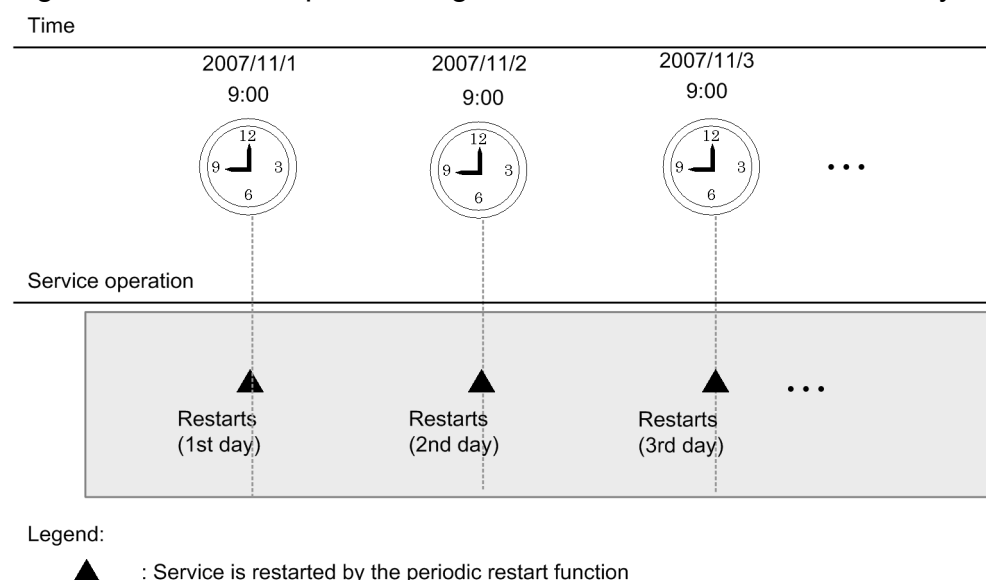 Time
2007/11/1 2007/11/2 2007/11/3
9:00 9:00 9:00
12 12 12
9 3 9 3 9 3
6 6 6
Service operation
Restarts Restarts Restarts
(1st day) (2nd day) (3rd day)
Legend:
: Service is restarted by the periodic restart function